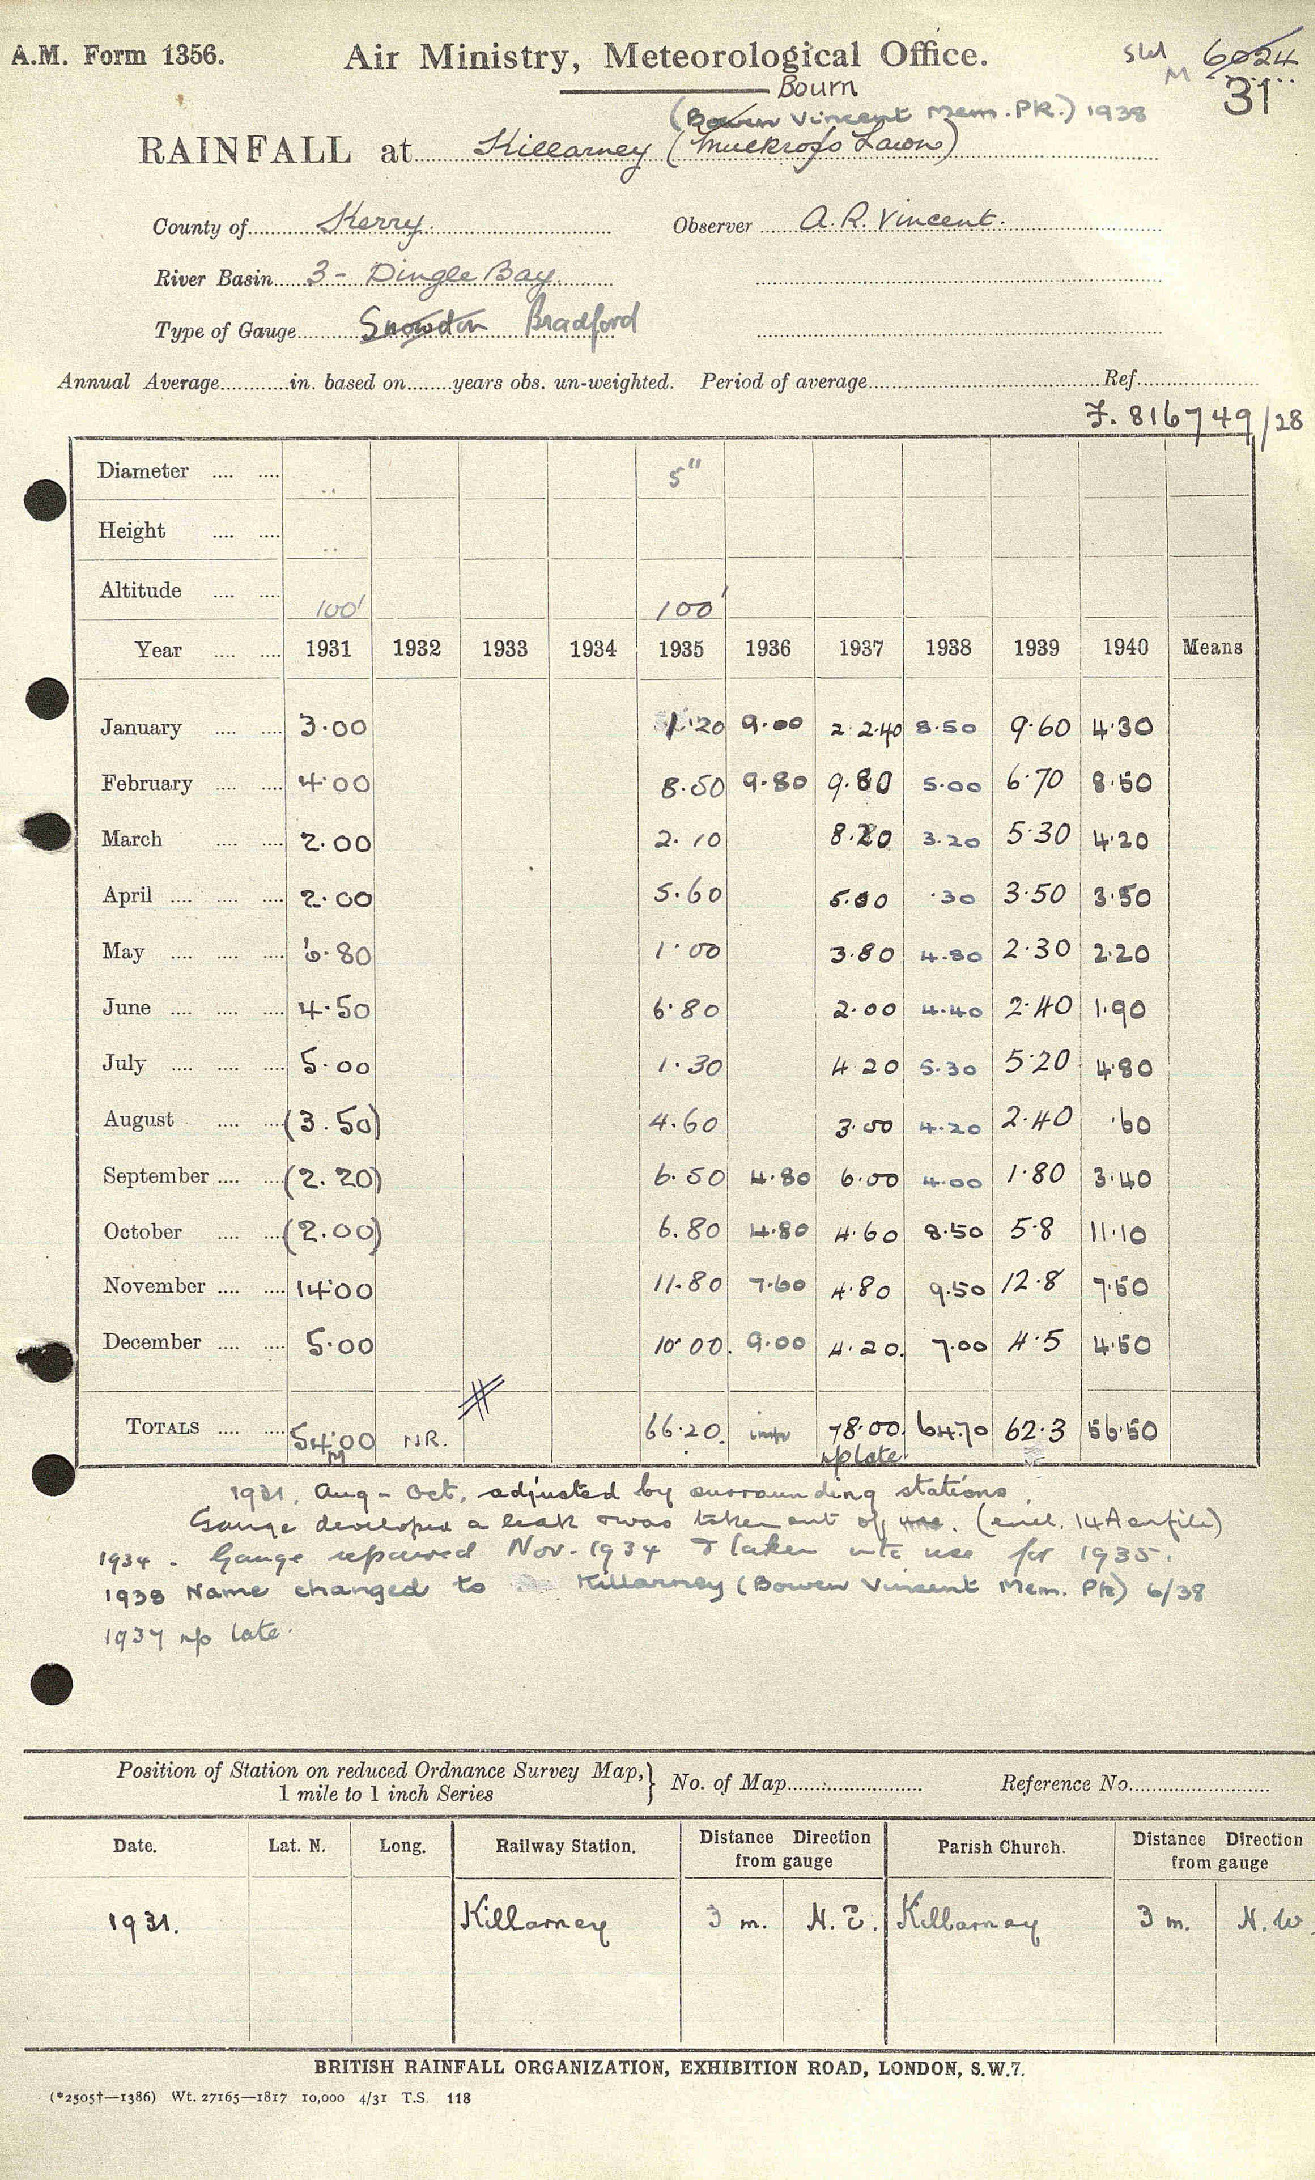 A.M. Form 1356.
Air Ministry, Meteorological Office.
SW 6024
M 31
Bourn
(Bowen Vincent Mem. PK.) 1938
RAINFALL at Killarney (Muckross Lawn)
County of Kerry Observer A. R. Vincent.
River Basin 3 - Dingle Bay
Type of Gauge Snowdon Bradford
Annual Average in. based on years obs. un-weighted. Period of average Ref.
F. 816749/28
Diameter 5"
Height
Altitude 100' 100'
Year 1931 1932 1933 1934 1935 1936 1937 1938 1939 1940 Means
January 3.00 1.20 9.00 22.40 8.50 9.60 4.30
February 4.00 8.50 9.80 9.80 5.00 6.70 8.50
March 2.00 2.10 8.20 3.20 5.30 4.20
April 2.00 5.60 5.00 .30 3.50 3.50
May 6.80 1.00 3.80 4.80 2.30 2.20
June 4.50 6.80 2.00 4.40 2.40 1.90
July 5.00 1.30 4.20 5.30 5.20 4.80
August (3.50) 4.60 3.00 4.20 2.40 .60
September (2.20) 6.50 4.80 6.00 4.00 1.80 3.40
October (2.00) 6.80 4.80 4.60 8.50 5.8 11.10
November 14.00 11.80 7.60 4.80 9.50 12.8 7.50
December 5.00 10.00. 9.00 4.20. 7.00 4.5 4.50
TOTALS 54.00 NR. # 66.20. 78.00. 64.70 62.3 56.50
M late
1931. Aug - Oct. adjusted by surrounding stations.
Gauge developed a leak & was taken out of use. (encl. 14A on file)
1934 - Gauge repaired Nov. 1934 & taken into use for 1935.
1938 Name changed to Killarney (Bowen Vincent Mem. Pk) 6/38
1937 late.
Position of Station on reduced Ordnance Survey Map, 1 mile to 1 inch Series } No. of Map Reference No.
Date. Lat. N. Long. Railway Station. Distance Direction from gauge Parish Church. Distance Direction from gauge
1931. Killarney 3 m. N.E. Killarney 3 m. N.W.
BRITISH RAINFALL ORGANIZATION, EXHIBITION ROAD, LONDON, S.W.7.
(*2505†—1386) Wt. 27165—1817 10,000 4/31 T.S. 118